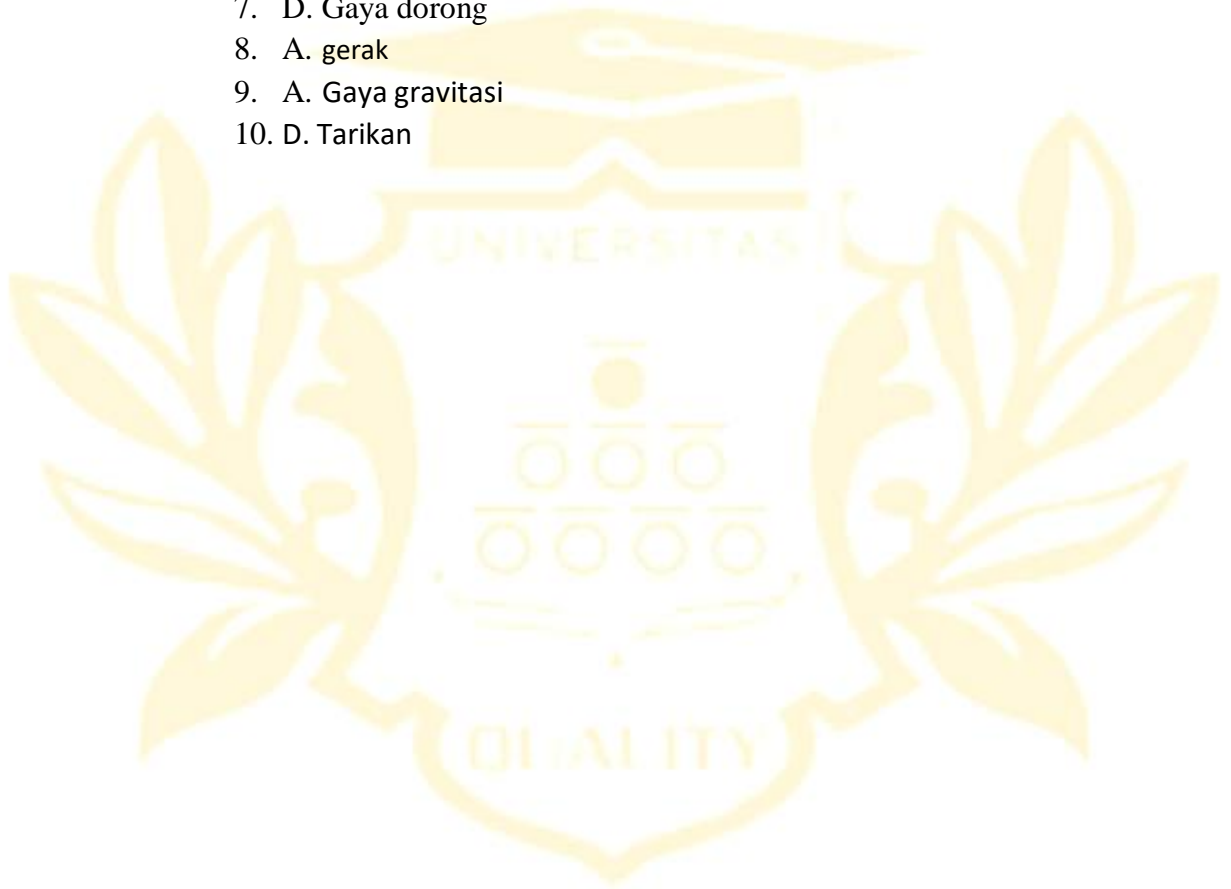 7. D. Gaya dorong
8. A. gerak
9. A. Gaya gravitasi
10. D. Tarikan
UNIVERSITAS
QUALITY